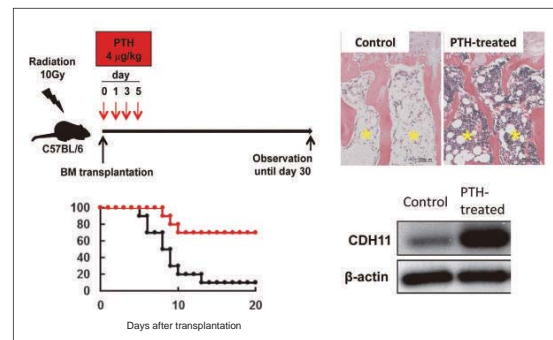 Radiation
10Gy
C57BL/6
PTH
4 µg/kg
day
0 1 3 5
BM transplantation
Observation
until day 30
Control
PTH-treated
*
*
*
*
100
80
60
40
20
0
0
10
20
Days after transplantation
Control
PTH-
treated
CDH11
β-actin